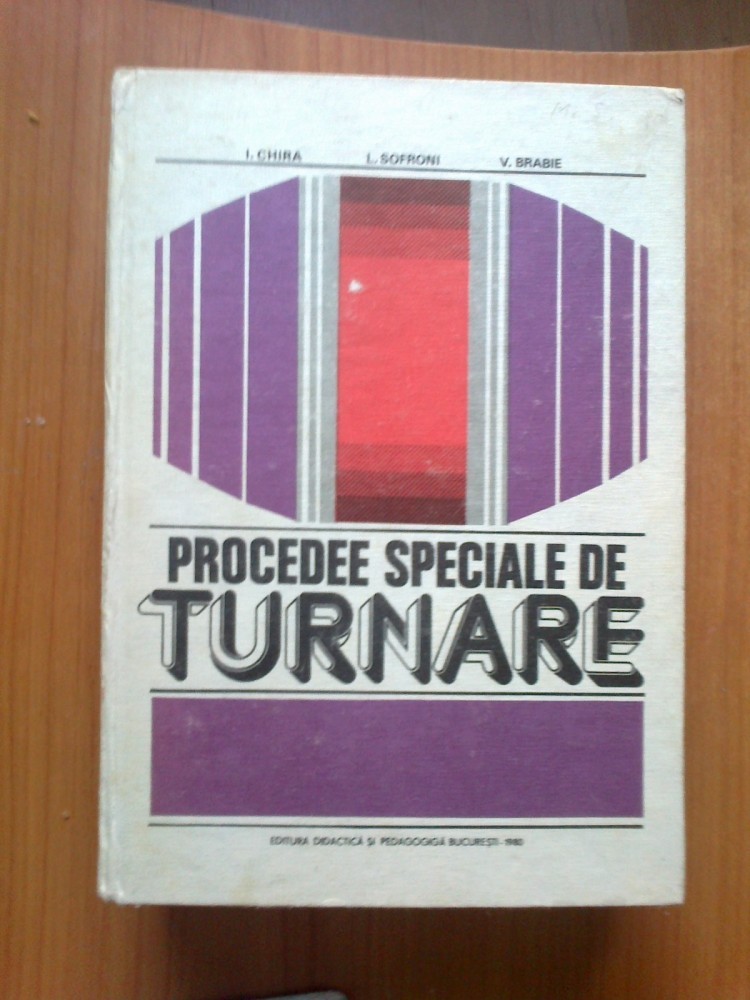 I. CHIRA L. SOFRONI V. BRABIE
PROCEDEE SPECIALE DE
TURNARE
EDITURA DIDACTICĂ ȘI PEDAGOGICĂ BUCUREȘTI - 1980